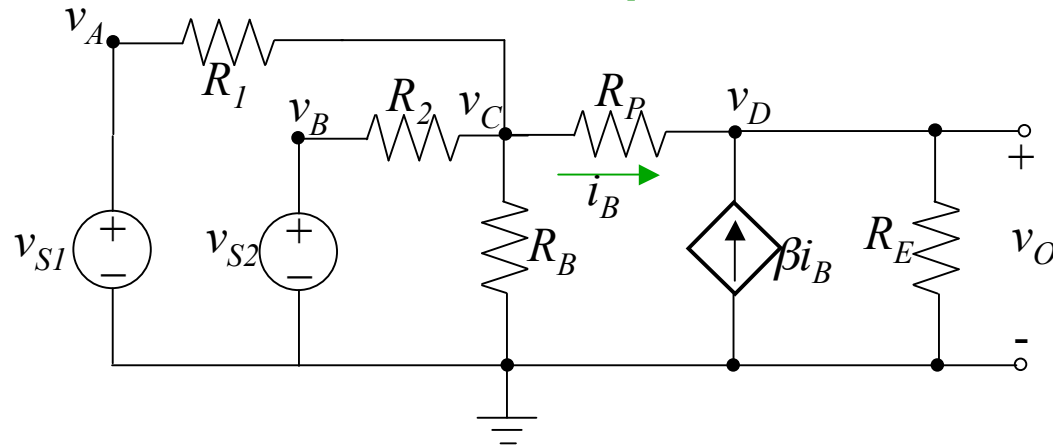 v_A
R_1
v_B
R_2
v_C
R_P
v_D
+
i_B
+
−
v_S1
+
−
v_S2
R_B
βi_B
R_E
v_O
-